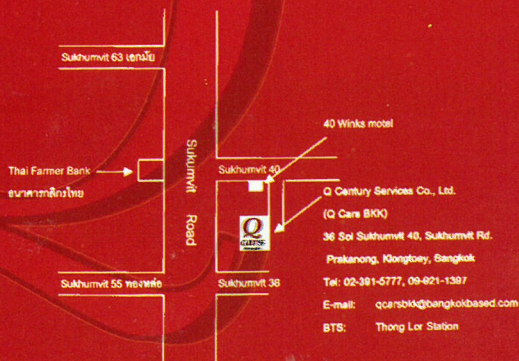 Sukhumvit 63 เอกมัย
40 Winks motel
Thai Farmer Bank
ธนาคารกสิกรไทย
Sukumvit Road
Sukhumvit 40
Q Century Services Co., Ltd.
(Q Cars BKK)
36 Soi Sukhumvit 40, Sukhumvit Rd.
Prakanong, Klongtoey, Bangkok
Tel: 02-391-5777, 09-921-1397
E-mail: qcarsbkk@bangkokbased.com
BTS: Thong Lor Station
Q
Sukhumvit 55 ทองหล่อ
Sukhumvit 38